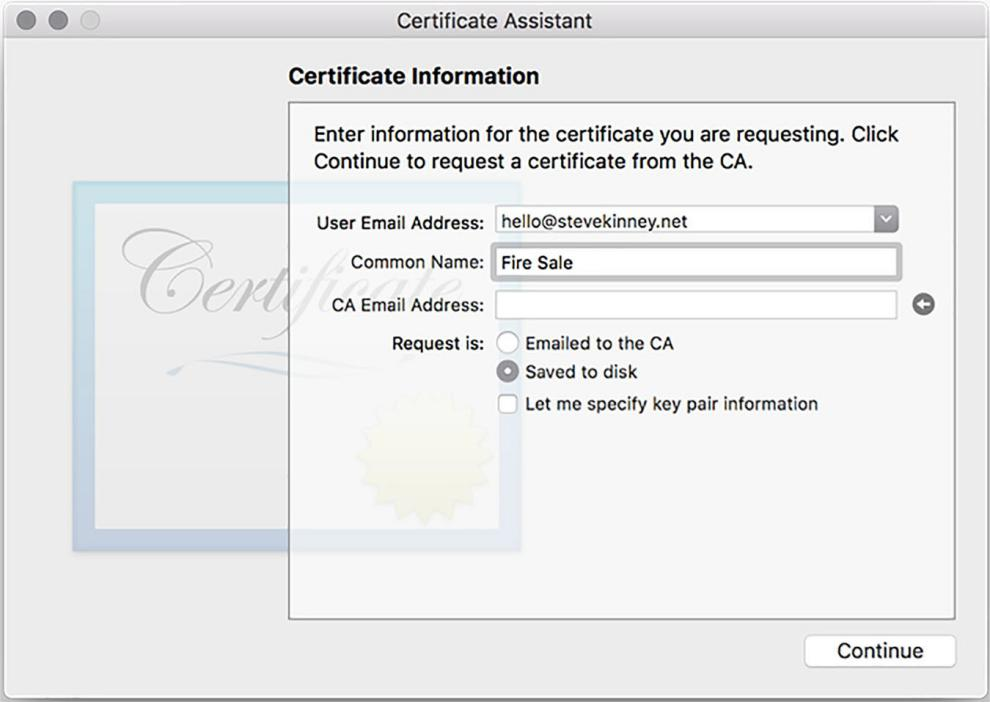 Certificate Assistant
Certificate Information
Enter information for the certificate you are requesting. Click
Continue to request a certificate from the CA.
Certificate
User Email Address: hello@stevekinney.net
Common Name: Fire Sale
CA Email Address:
Request is: Emailed to the CA
Saved to disk
Let me specify key pair information
Continue